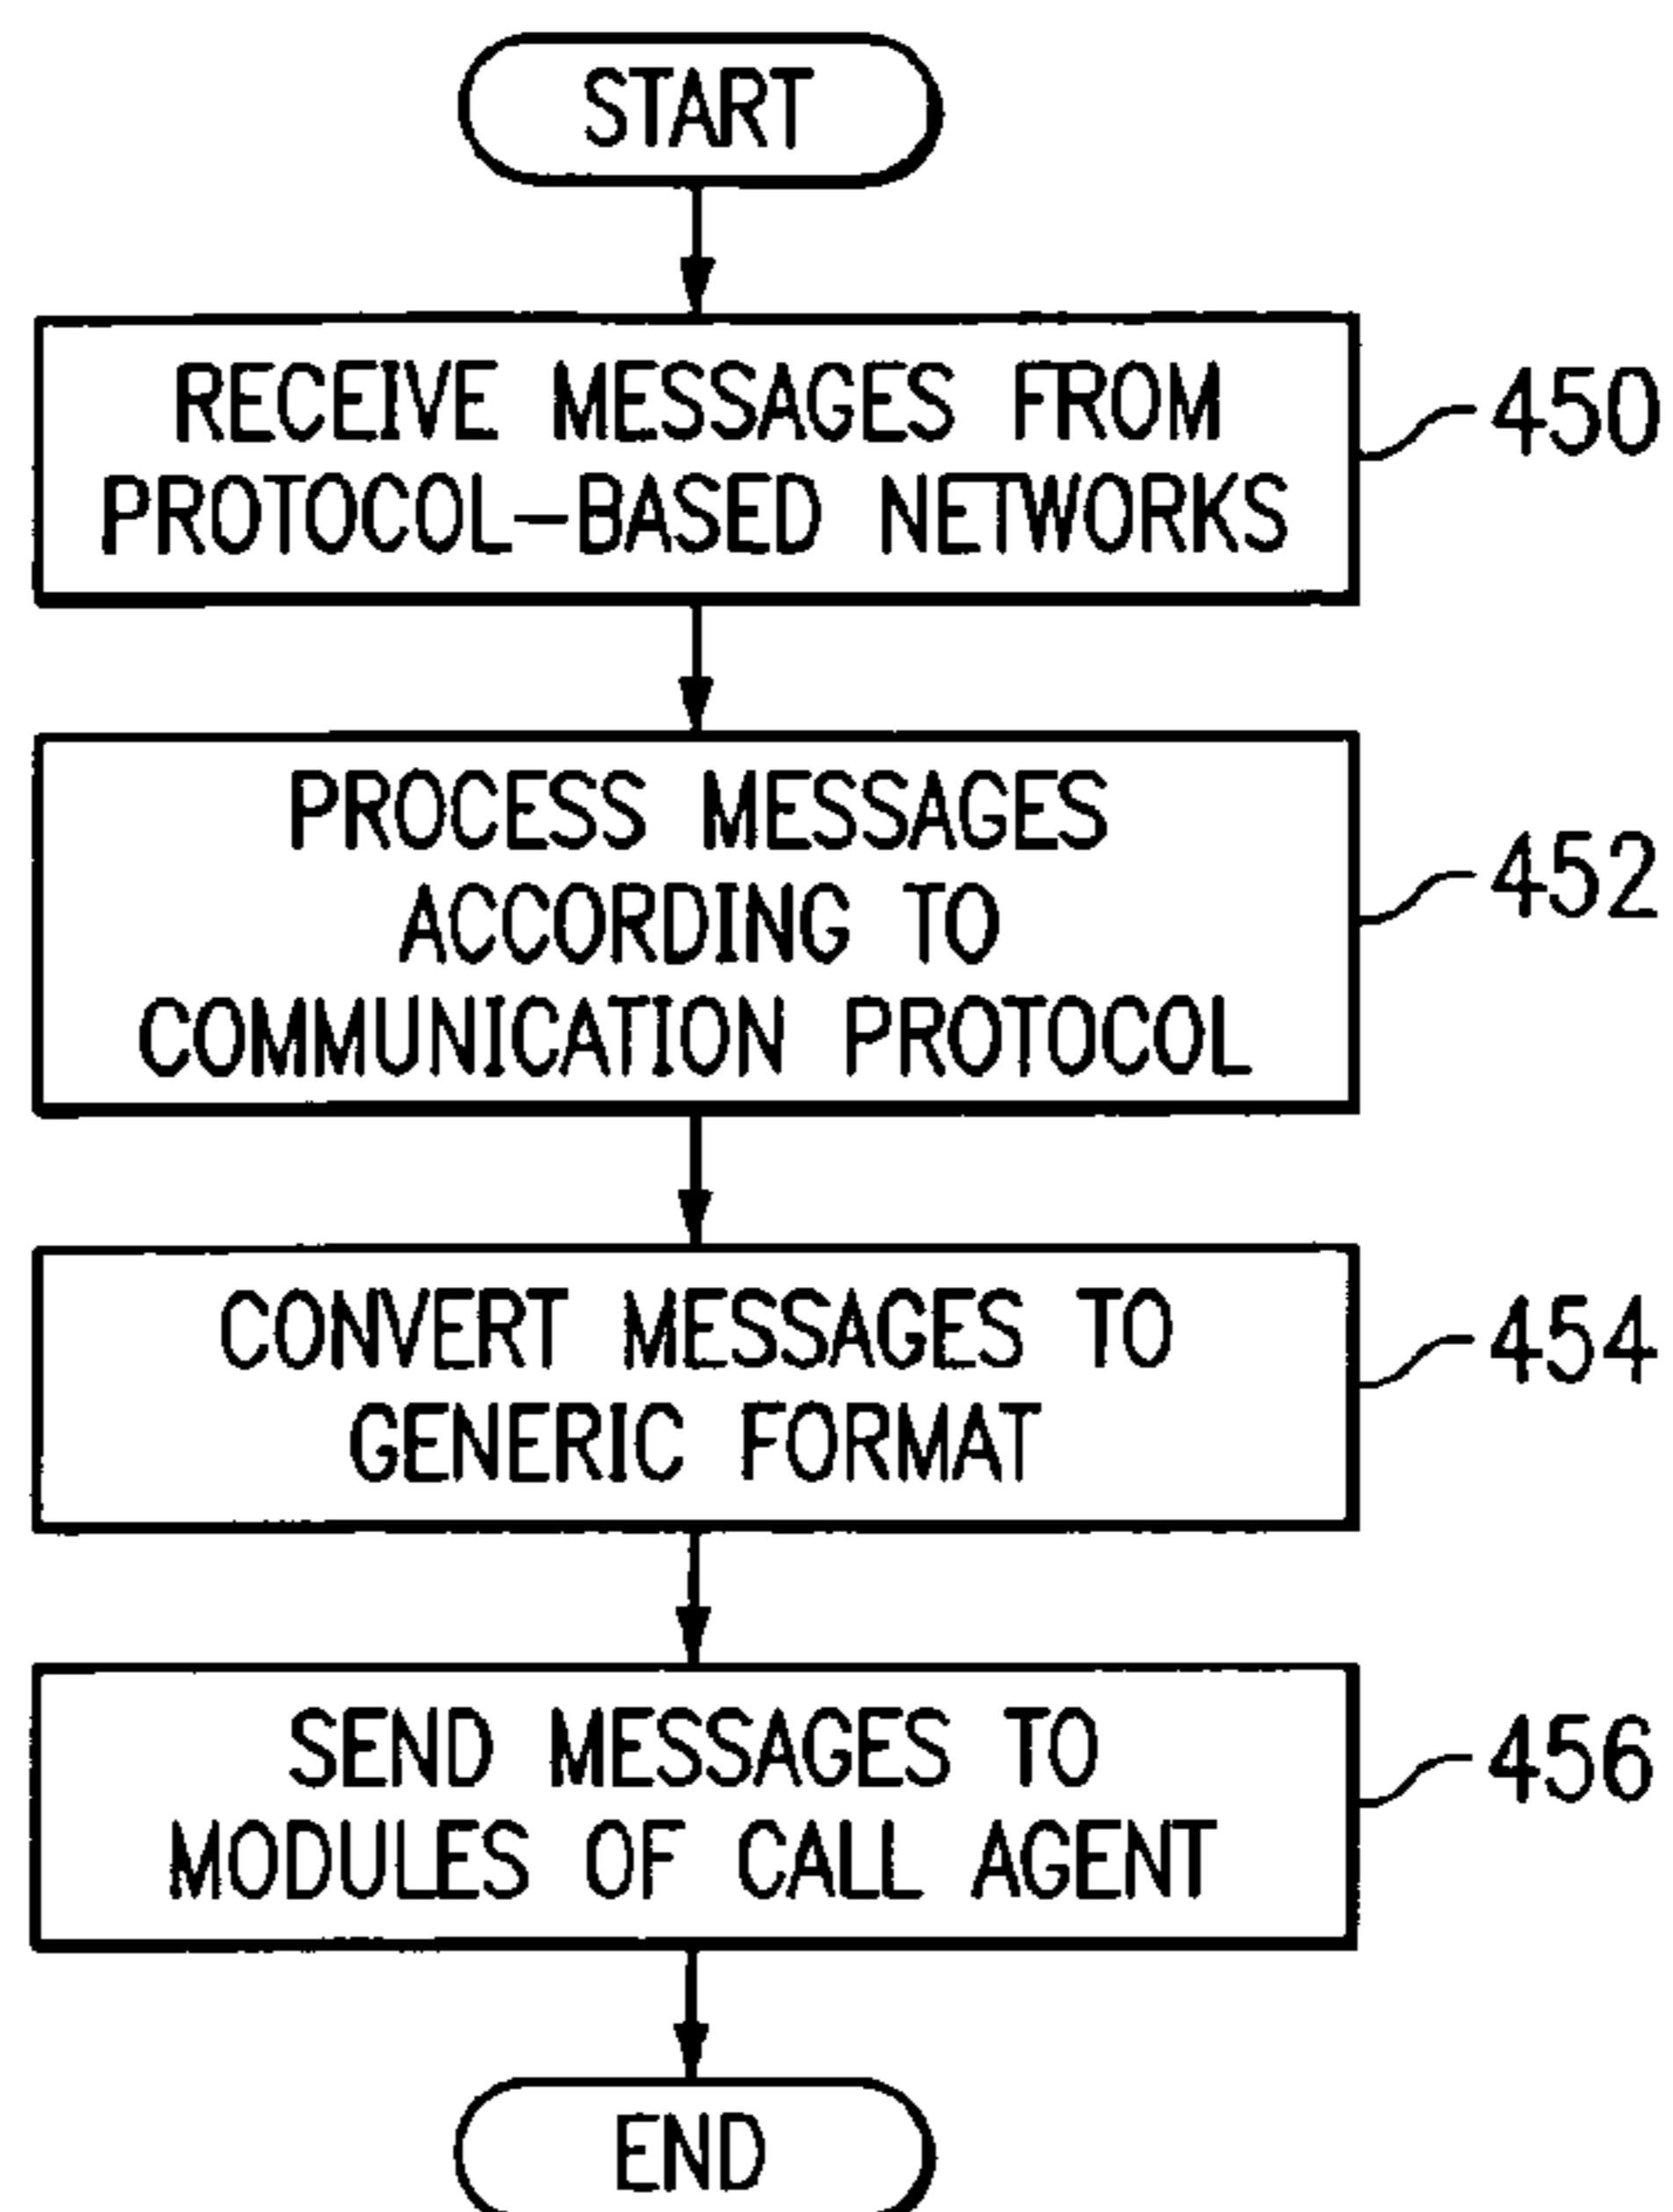 START
RECEIVE MESSAGES FROM
PROTOCOL-BASED NETWORKS
450
PROCESS MESSAGES
ACCORDING TO
COMMUNICATION PROTOCOL
452
CONVERT MESSAGES TO
GENERIC FORMAT
454
SEND MESSAGES TO
MODULES OF CALL AGENT
456
END